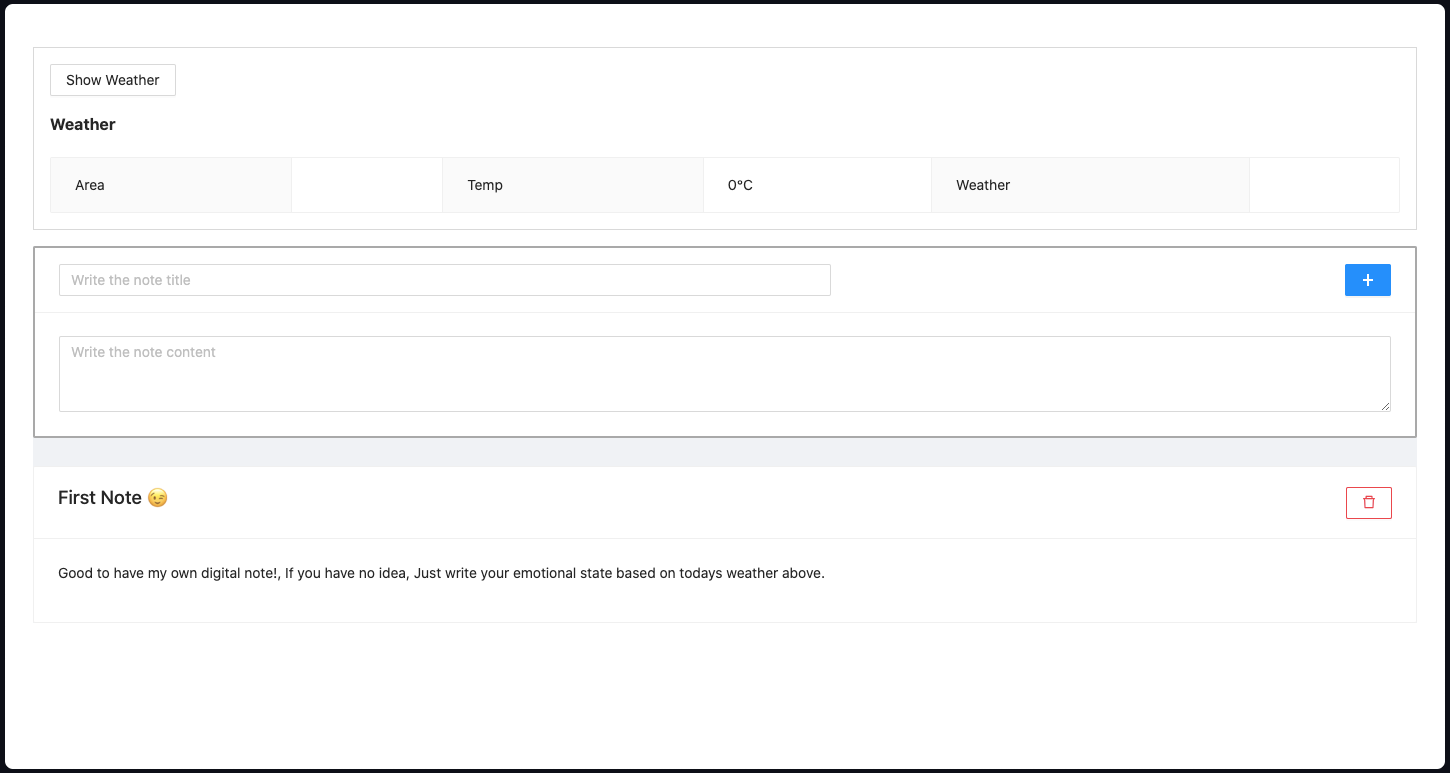 Show Weather
Weather
Area Temp 0°C Weather
Write the note title
+
Write the note content
First Note 😉
Good to have my own digital note!, If you have no idea, Just write your emotional state based on todays weather above.